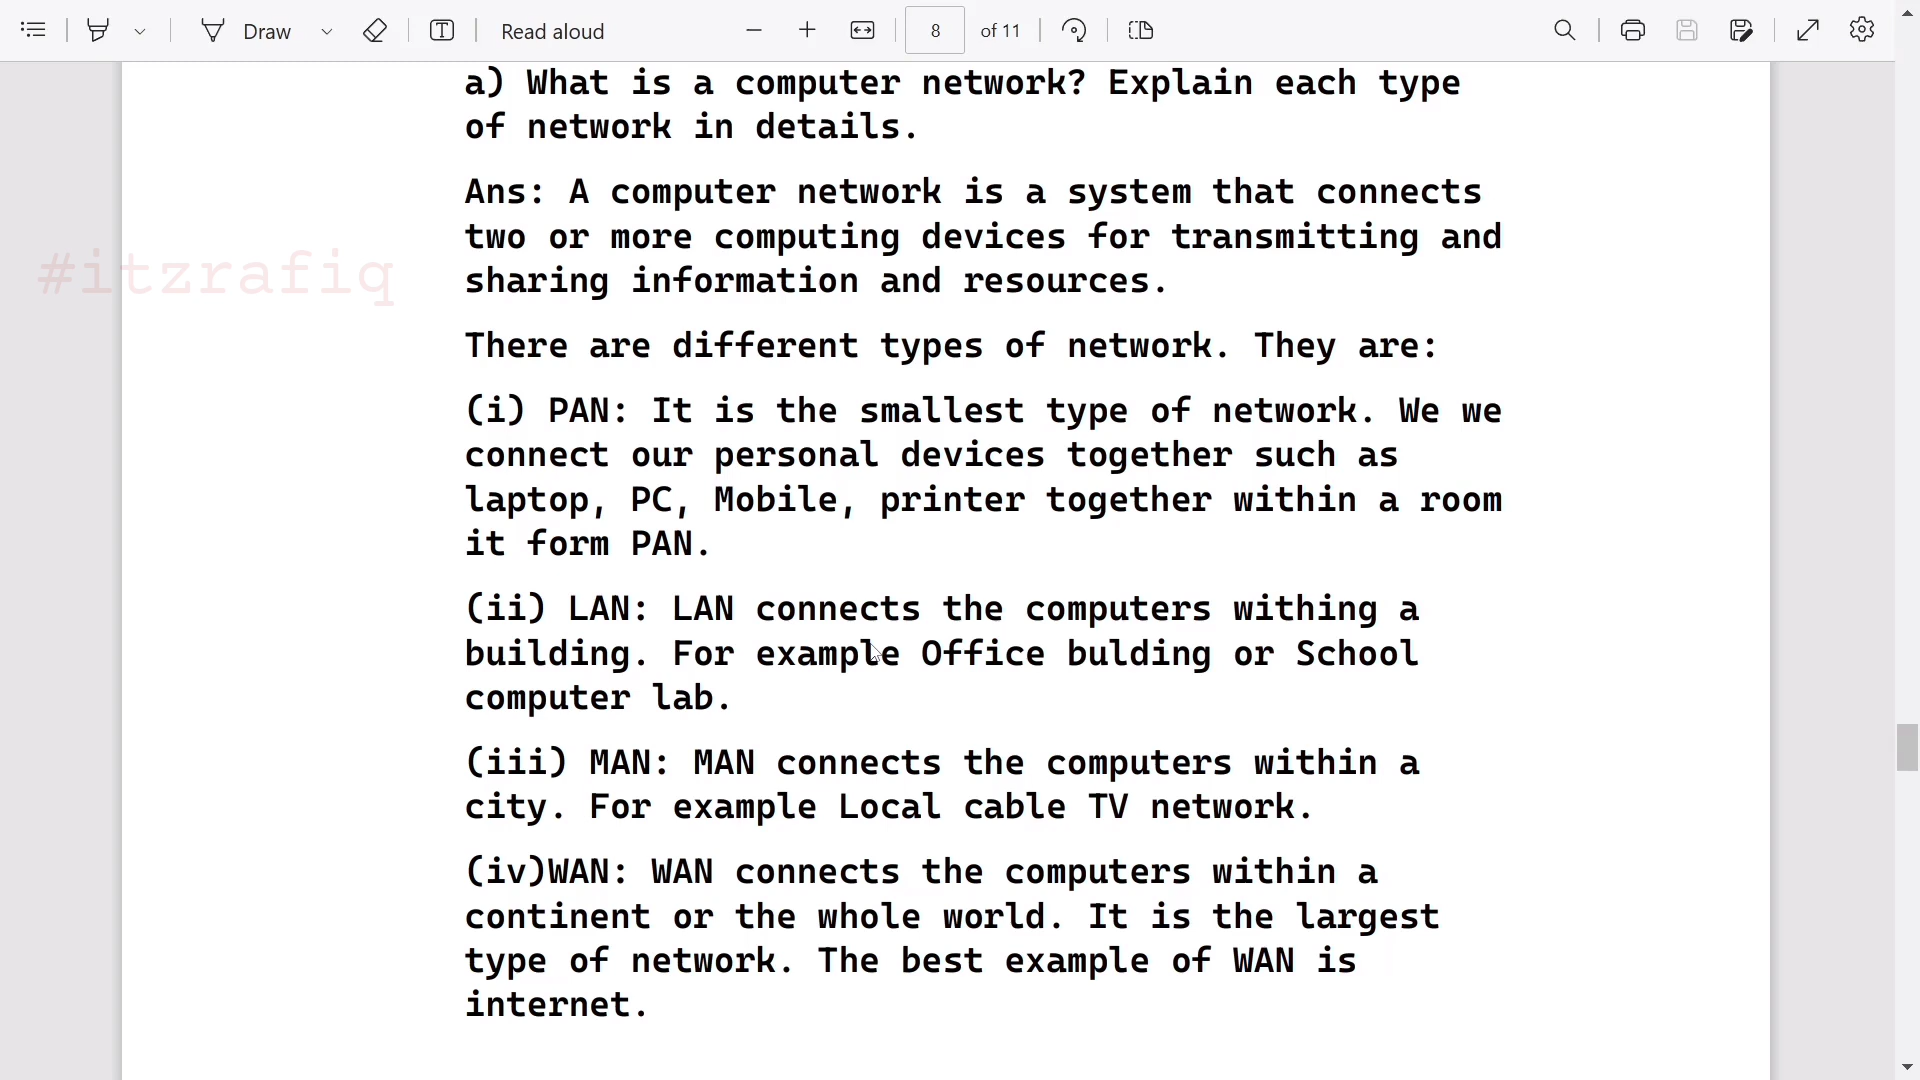 Draw
Read aloud
8 of 11
a) What is a computer network? Explain each type
of network in details.
Ans: A computer network is a system that connects
two or more computing devices for transmitting and
sharing information and resources.
#itzrafiq
There are different types of network. They are:
(i) PAN: It is the smallest type of network. We we
connect our personal devices together such as
laptop, PC, Mobile, printer together within a room
it form PAN.
(ii) LAN: LAN connects the computers withing a
building. For example Office bulding or School
computer lab.
(iii) MAN: MAN connects the computers within a
city. For example Local cable TV network.
(iv)WAN: WAN connects the computers within a
continent or the whole world. It is the largest
type of network. The best example of WAN is
internet.